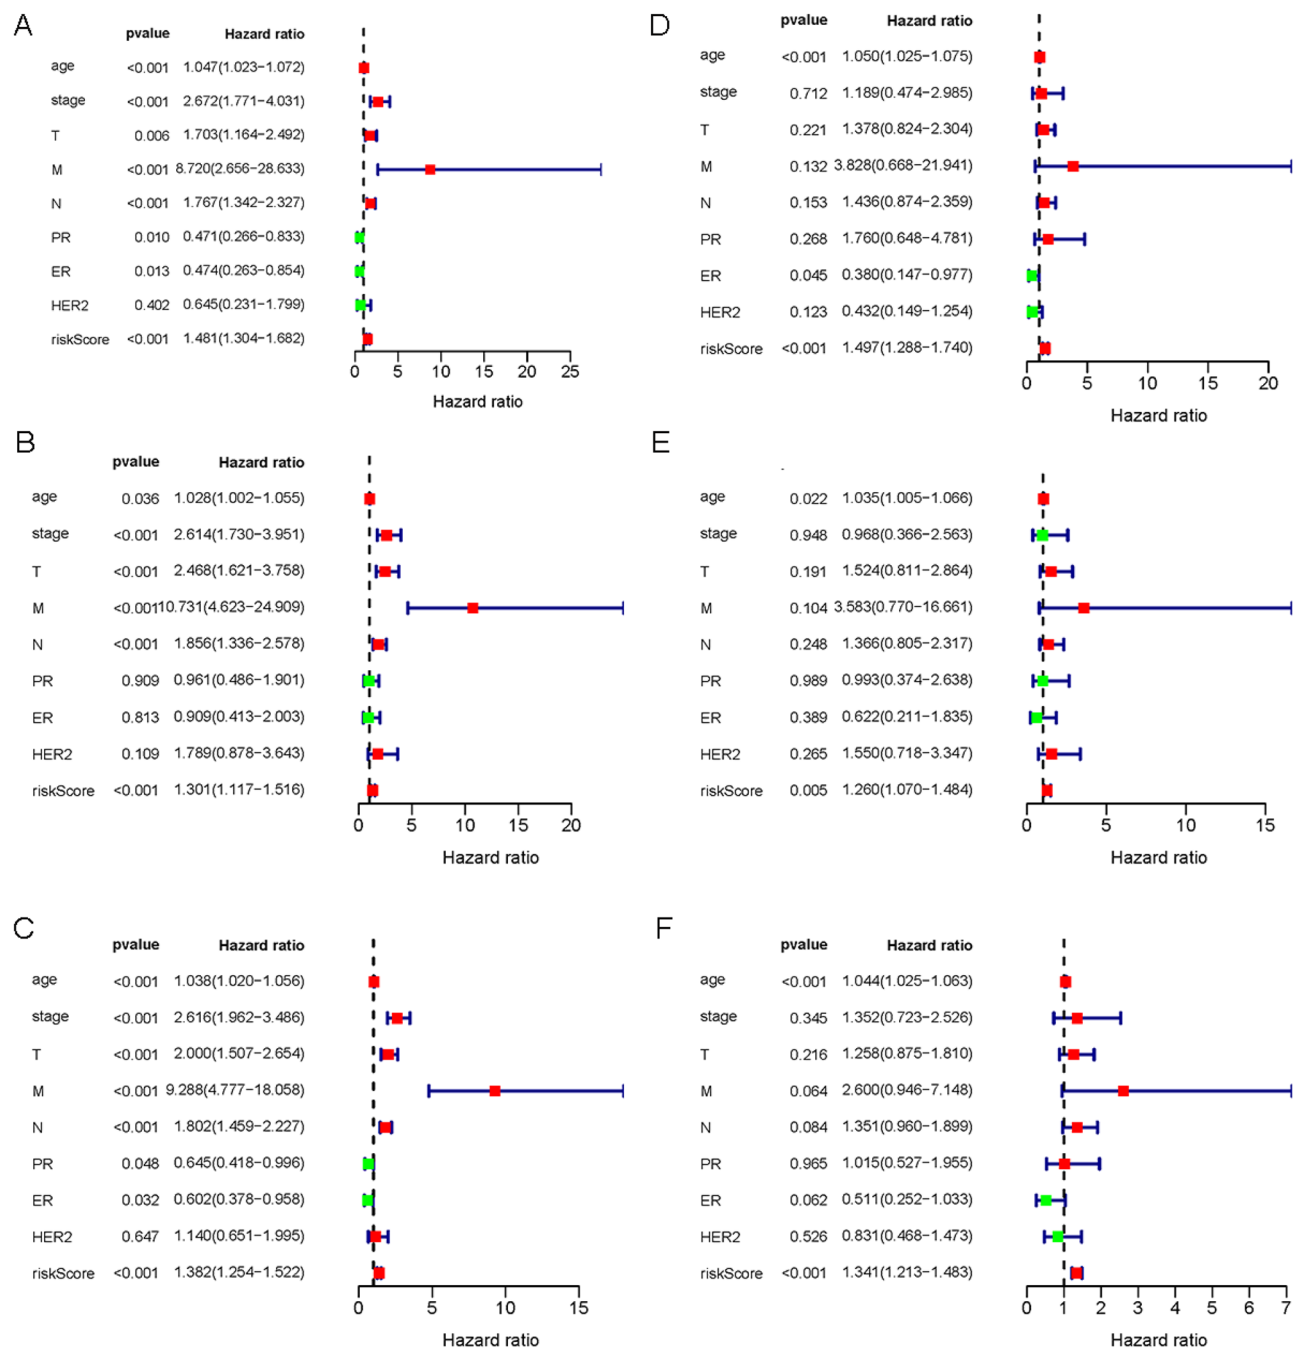 A
pvalue Hazard ratio
age <0.001 1.047(1.023−1.072)
stage <0.001 2.672(1.771−4.031)
T 0.006 1.703(1.164−2.492)
M <0.001 8.720(2.656−28.633)
N <0.001 1.767(1.342−2.327)
PR 0.010 0.471(0.266−0.833)
ER 0.013 0.474(0.263−0.854)
HER2 0.402 0.645(0.231−1.799)
riskScore <0.001 1.481(1.304−1.682)
0 5 10 15 20 25
Hazard ratio
B
pvalue Hazard ratio
age 0.036 1.028(1.002−1.055)
stage <0.001 2.614(1.730−3.951)
T <0.001 2.468(1.621−3.758)
M <0.001 10.731(4.623−24.909)
N <0.001 1.856(1.336−2.578)
PR 0.909 0.961(0.486−1.901)
ER 0.813 0.909(0.413−2.003)
HER2 0.109 1.789(0.878−3.643)
riskScore <0.001 1.301(1.117−1.516)
0 5 10 15 20
Hazard ratio
C
pvalue Hazard ratio
age <0.001 1.038(1.020−1.056)
stage <0.001 2.616(1.962−3.486)
T <0.001 2.000(1.507−2.654)
M <0.001 9.288(4.777−18.058)
N <0.001 1.802(1.459−2.227)
PR 0.048 0.645(0.418−0.996)
ER 0.032 0.602(0.378−0.958)
HER2 0.647 1.140(0.651−1.995)
riskScore <0.001 1.382(1.254−1.522)
0 5 10 15
Hazard ratio
D
pvalue Hazard ratio
age <0.001 1.050(1.025−1.075)
stage 0.712 1.189(0.474−2.985)
T 0.221 1.378(0.824−2.304)
M 0.132 3.828(0.668−21.941)
N 0.153 1.436(0.874−2.359)
PR 0.268 1.760(0.648−4.781)
ER 0.045 0.380(0.147−0.977)
HER2 0.123 0.432(0.149−1.254)
riskScore <0.001 1.497(1.288−1.740)
0 5 10 15 20
Hazard ratio
E
age 0.022 1.035(1.005−1.066)
stage 0.948 0.968(0.366−2.563)
T 0.191 1.524(0.811−2.864)
M 0.104 3.583(0.770−16.661)
N 0.248 1.366(0.805−2.317)
PR 0.989 0.993(0.374−2.638)
ER 0.389 0.622(0.211−1.835)
HER2 0.265 1.550(0.718−3.347)
riskScore 0.005 1.260(1.070−1.484)
0 5 10 15
Hazard ratio
F
pvalue Hazard ratio
age <0.001 1.044(1.025−1.063)
stage 0.345 1.352(0.723−2.526)
T 0.216 1.258(0.875−1.810)
M 0.064 2.600(0.946−7.148)
N 0.084 1.351(0.960−1.899)
PR 0.965 1.015(0.527−1.955)
ER 0.062 0.511(0.252−1.033)
HER2 0.526 0.831(0.468−1.473)
riskScore <0.001 1.341(1.213−1.483)
0 1 2 3 4 5 6 7
Hazard ratio